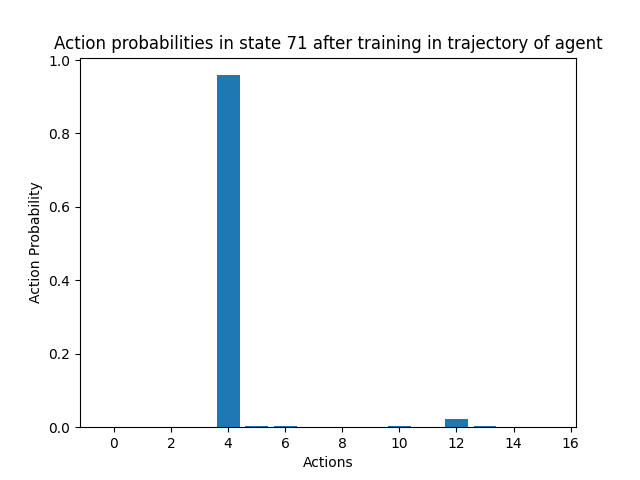 Action probabilities in state 71 after training in trajectory of agent
1.0
0.8
0.6
0.4
0.2
0.0
Action Probability
0 2 4 6 8 10 12 14 16
Actions